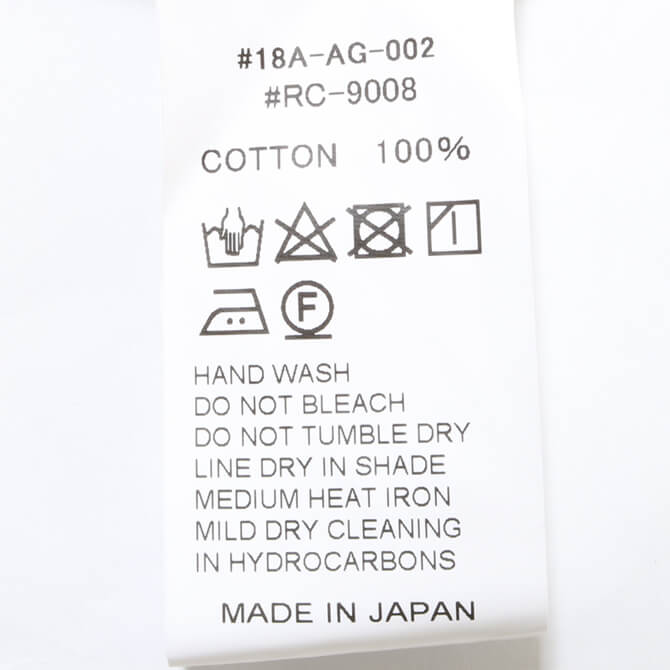 #18A-AG-002
#RC-9008
COTTON 100%
F
HAND WASH
DO NOT BLEACH
DO NOT TUMBLE DRY
LINE DRY IN SHADE
MEDIUM HEAT IRON
MILD DRY CLEANING
IN HYDROCARBONS
MADE IN JAPAN